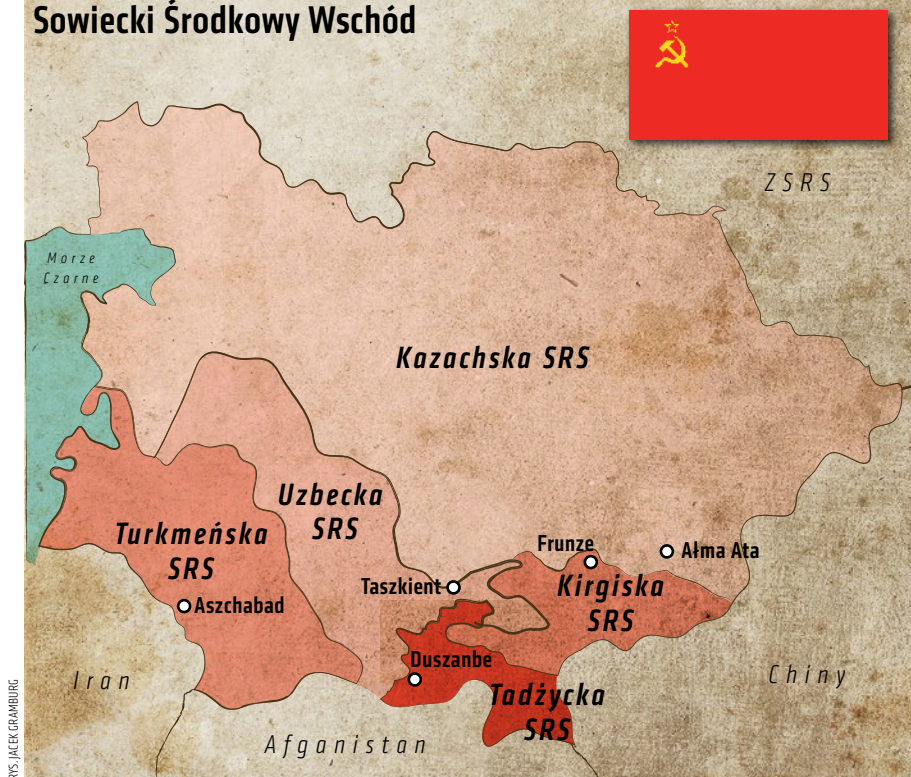 Sowiecki Środkowy Wschód
ZSRS
Morze
Czarne
Kazachska SRS
Uzbecka
SRS
Turkmeńska
SRS
Frunze
Ałma Ata
Taszkient
Kirgiska
SRS
Aszchabad
Duszanbe
Iran
Chiny
Tadżycka
SRS
Afganistan
RYS. JACEK GRAMBURG